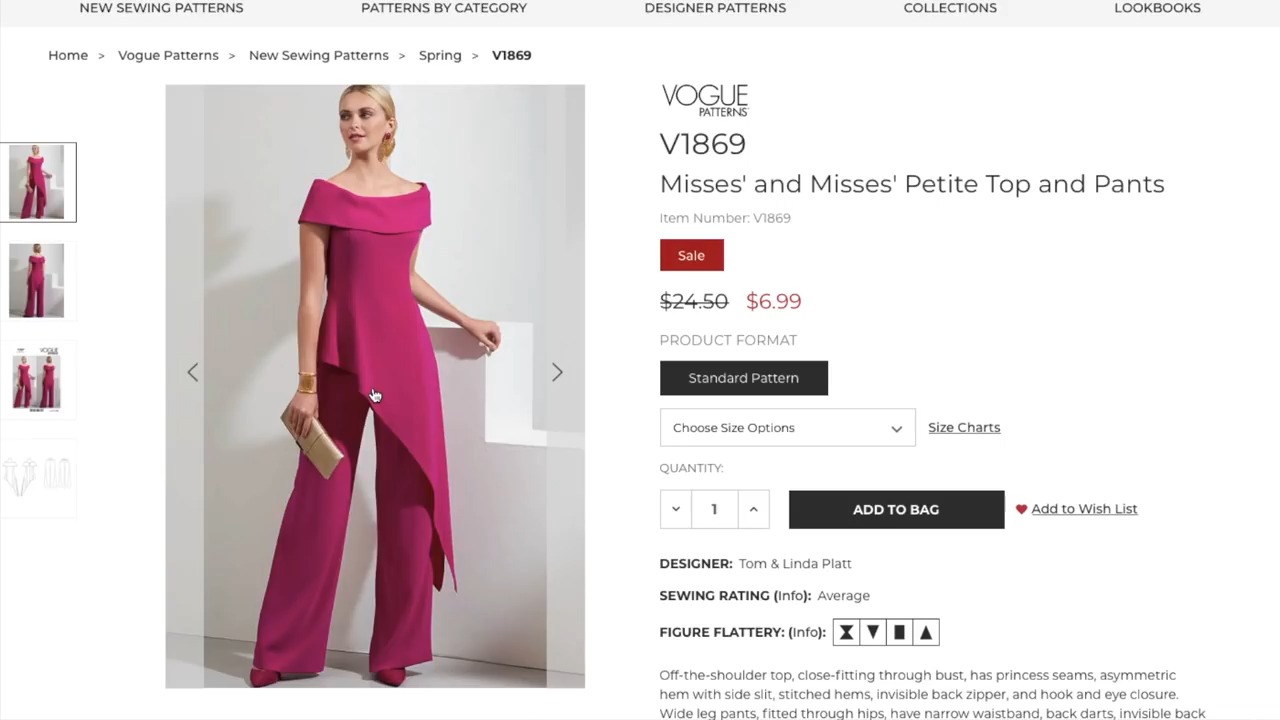 NEW SEWING PATTERNS PATTERNS BY CATEGORY DESIGNER PATTERNS COLLECTIONS LOOKBOOKS
Home > Vogue Patterns > New Sewing Patterns > Spring > V1869
VOGUE
PATTERNS
V1869
Misses' and Misses' Petite Top and Pants
Item Number: V1869
Sale
$24.50 $6.99
PRODUCT FORMAT
Standard Pattern
Choose Size Options Size Charts
QUANTITY:
1 ADD TO BAG Add to Wish List
DESIGNER: Tom & Linda Platt
SEWING RATING (Info): Average
FIGURE FLATTERY: (Info):
Off-the-shoulder top, close-fitting through bust, has princess seams, asymmetric
hem with side slit, stitched hems, invisible back zipper, and hook and eye closure.
Wide leg pants, fitted through hips, have narrow waistband, back darts, invisible back